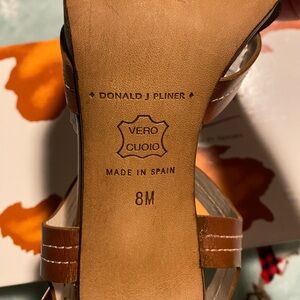 ♦ DONALD J PLINER ♦
VERO
CUOIO
MADE IN SPAIN
8M